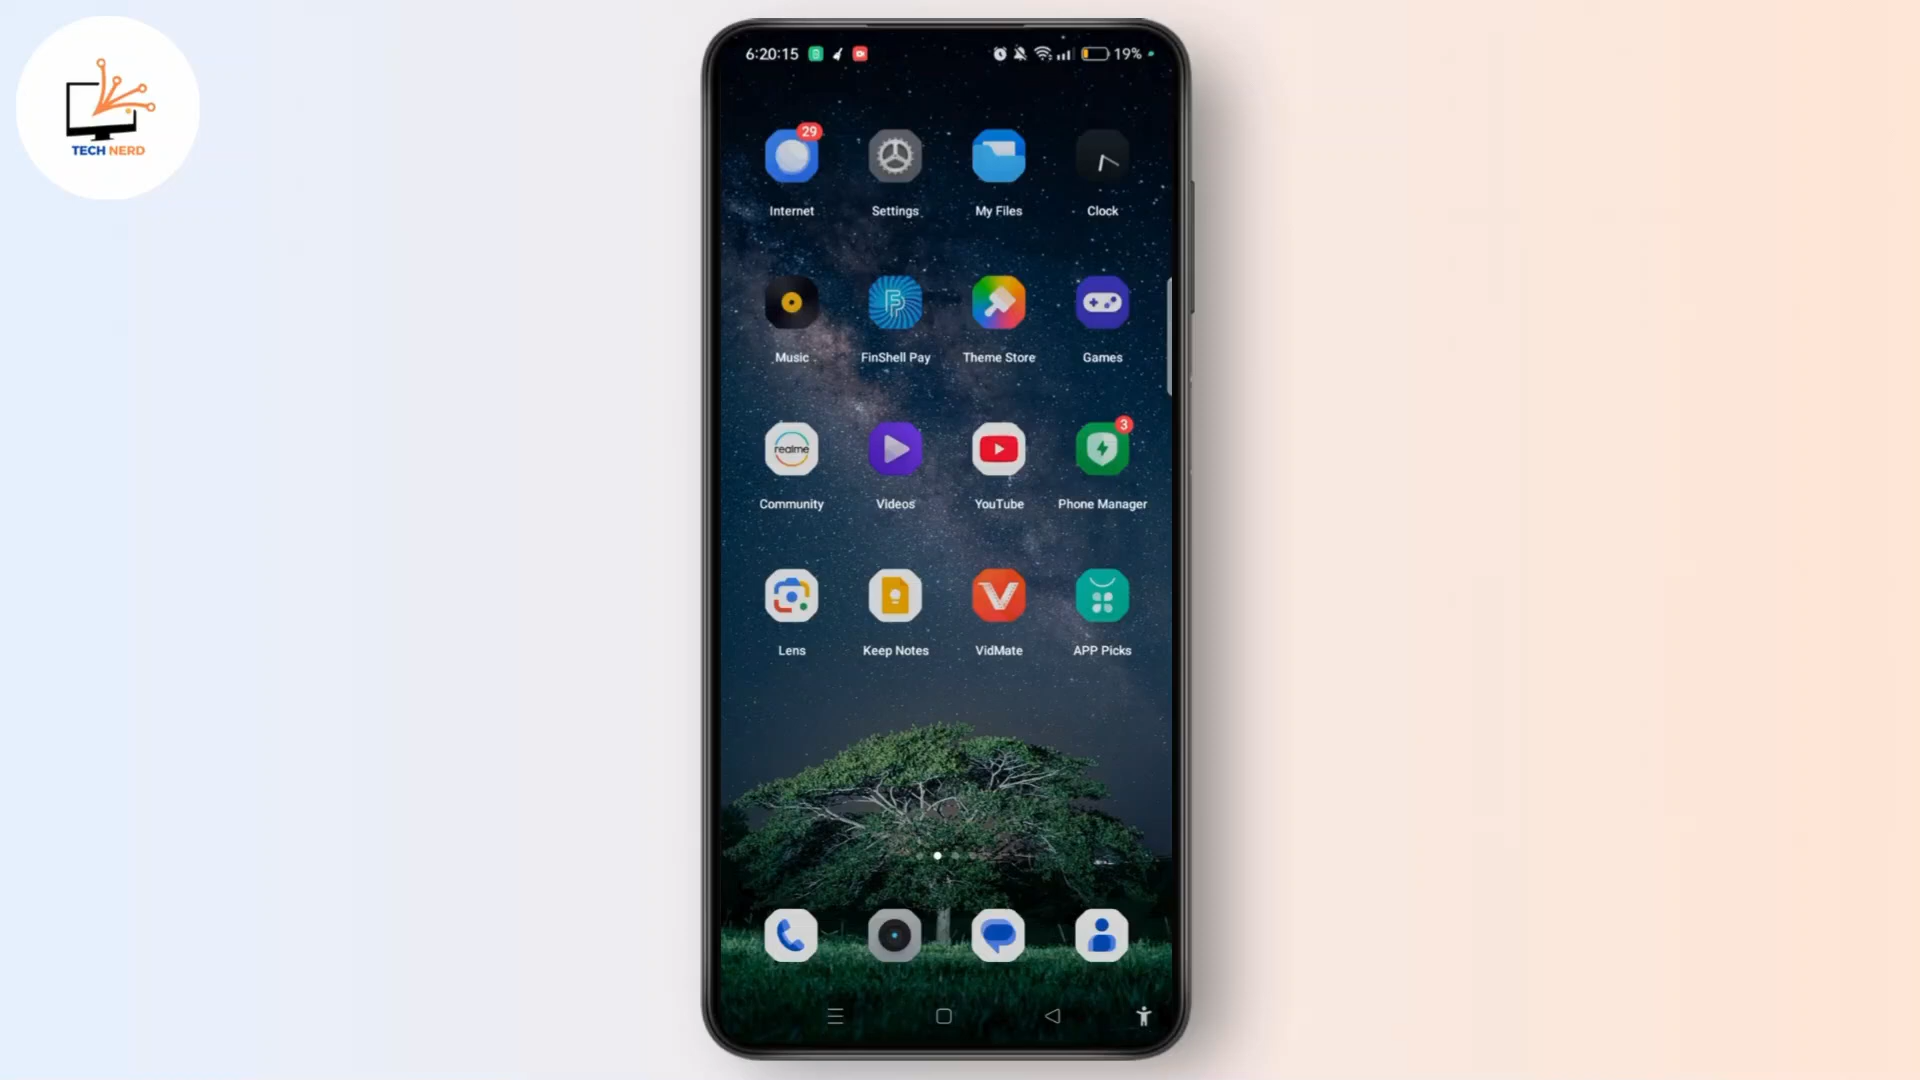 TECH NERD
6:20:15
19%
29
Internet
Settings
My Files
Clock
Music
FinShell Pay
Theme Store
Games
realme
3
Community
Videos
YouTube
Phone Manager
Lens
Keep Notes
VidMate
APP Picks